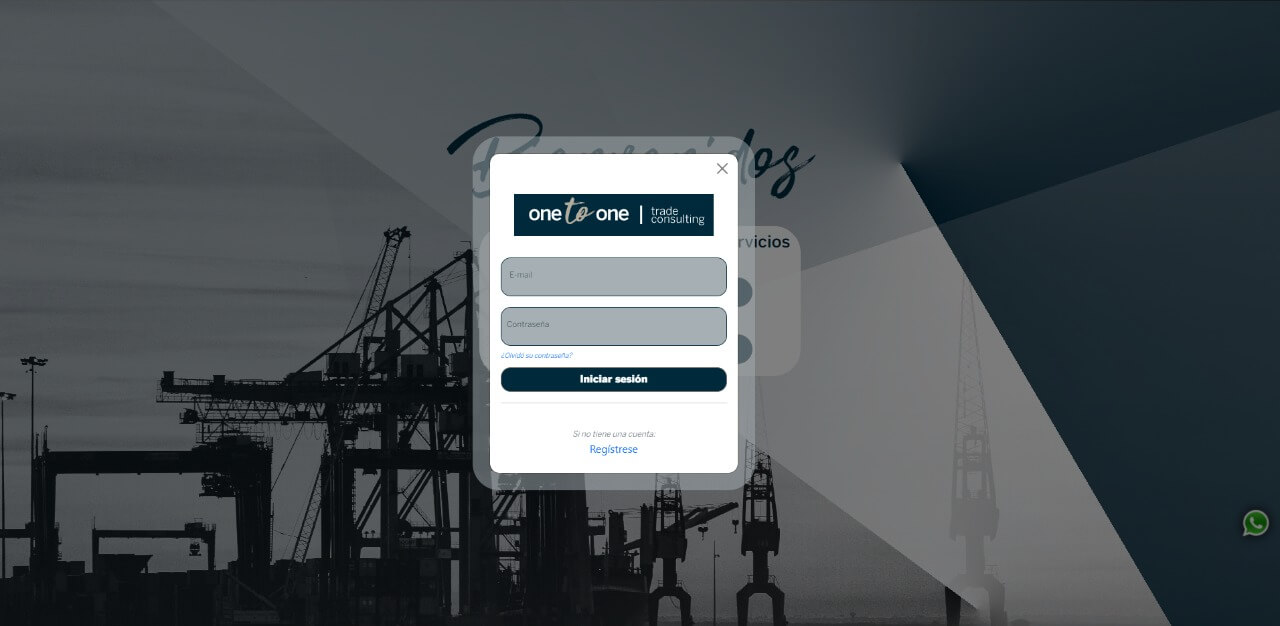 Bienvenidos
one to one | trade
consulting
rvicios
E-mail
Contraseña
¿Olvidó su contraseña?
Iniciar sesión
Si no tiene una cuenta:
Regístrese